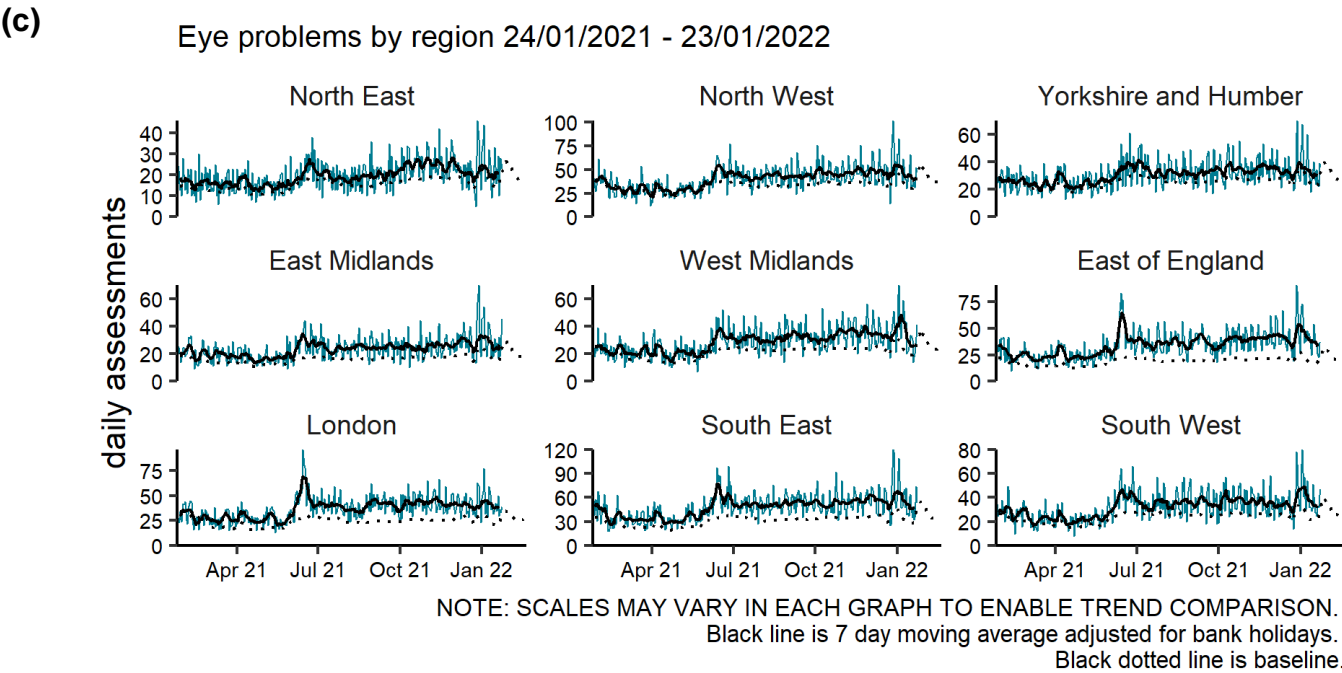 (c)
Eye problems by region 24/01/2021 - 23/01/2022
daily assessments
North East
North West
Yorkshire and Humber
40
30
20
10
0
100
75
50
25
0
60
40
20
0
East Midlands
West Midlands
East of England
60
40
20
0
60
40
20
0
75
50
25
0
London
South East
South West
75
50
25
0
120
90
60
30
0
80
60
40
20
0
Apr 21 Jul 21 Oct 21 Jan 22
Apr 21 Jul 21 Oct 21 Jan 22
Apr 21 Jul 21 Oct 21 Jan 22
NOTE: SCALES MAY VARY IN EACH GRAPH TO ENABLE TREND COMPARISON.
Black line is 7 day moving average adjusted for bank holidays.
Black dotted line is baseline.